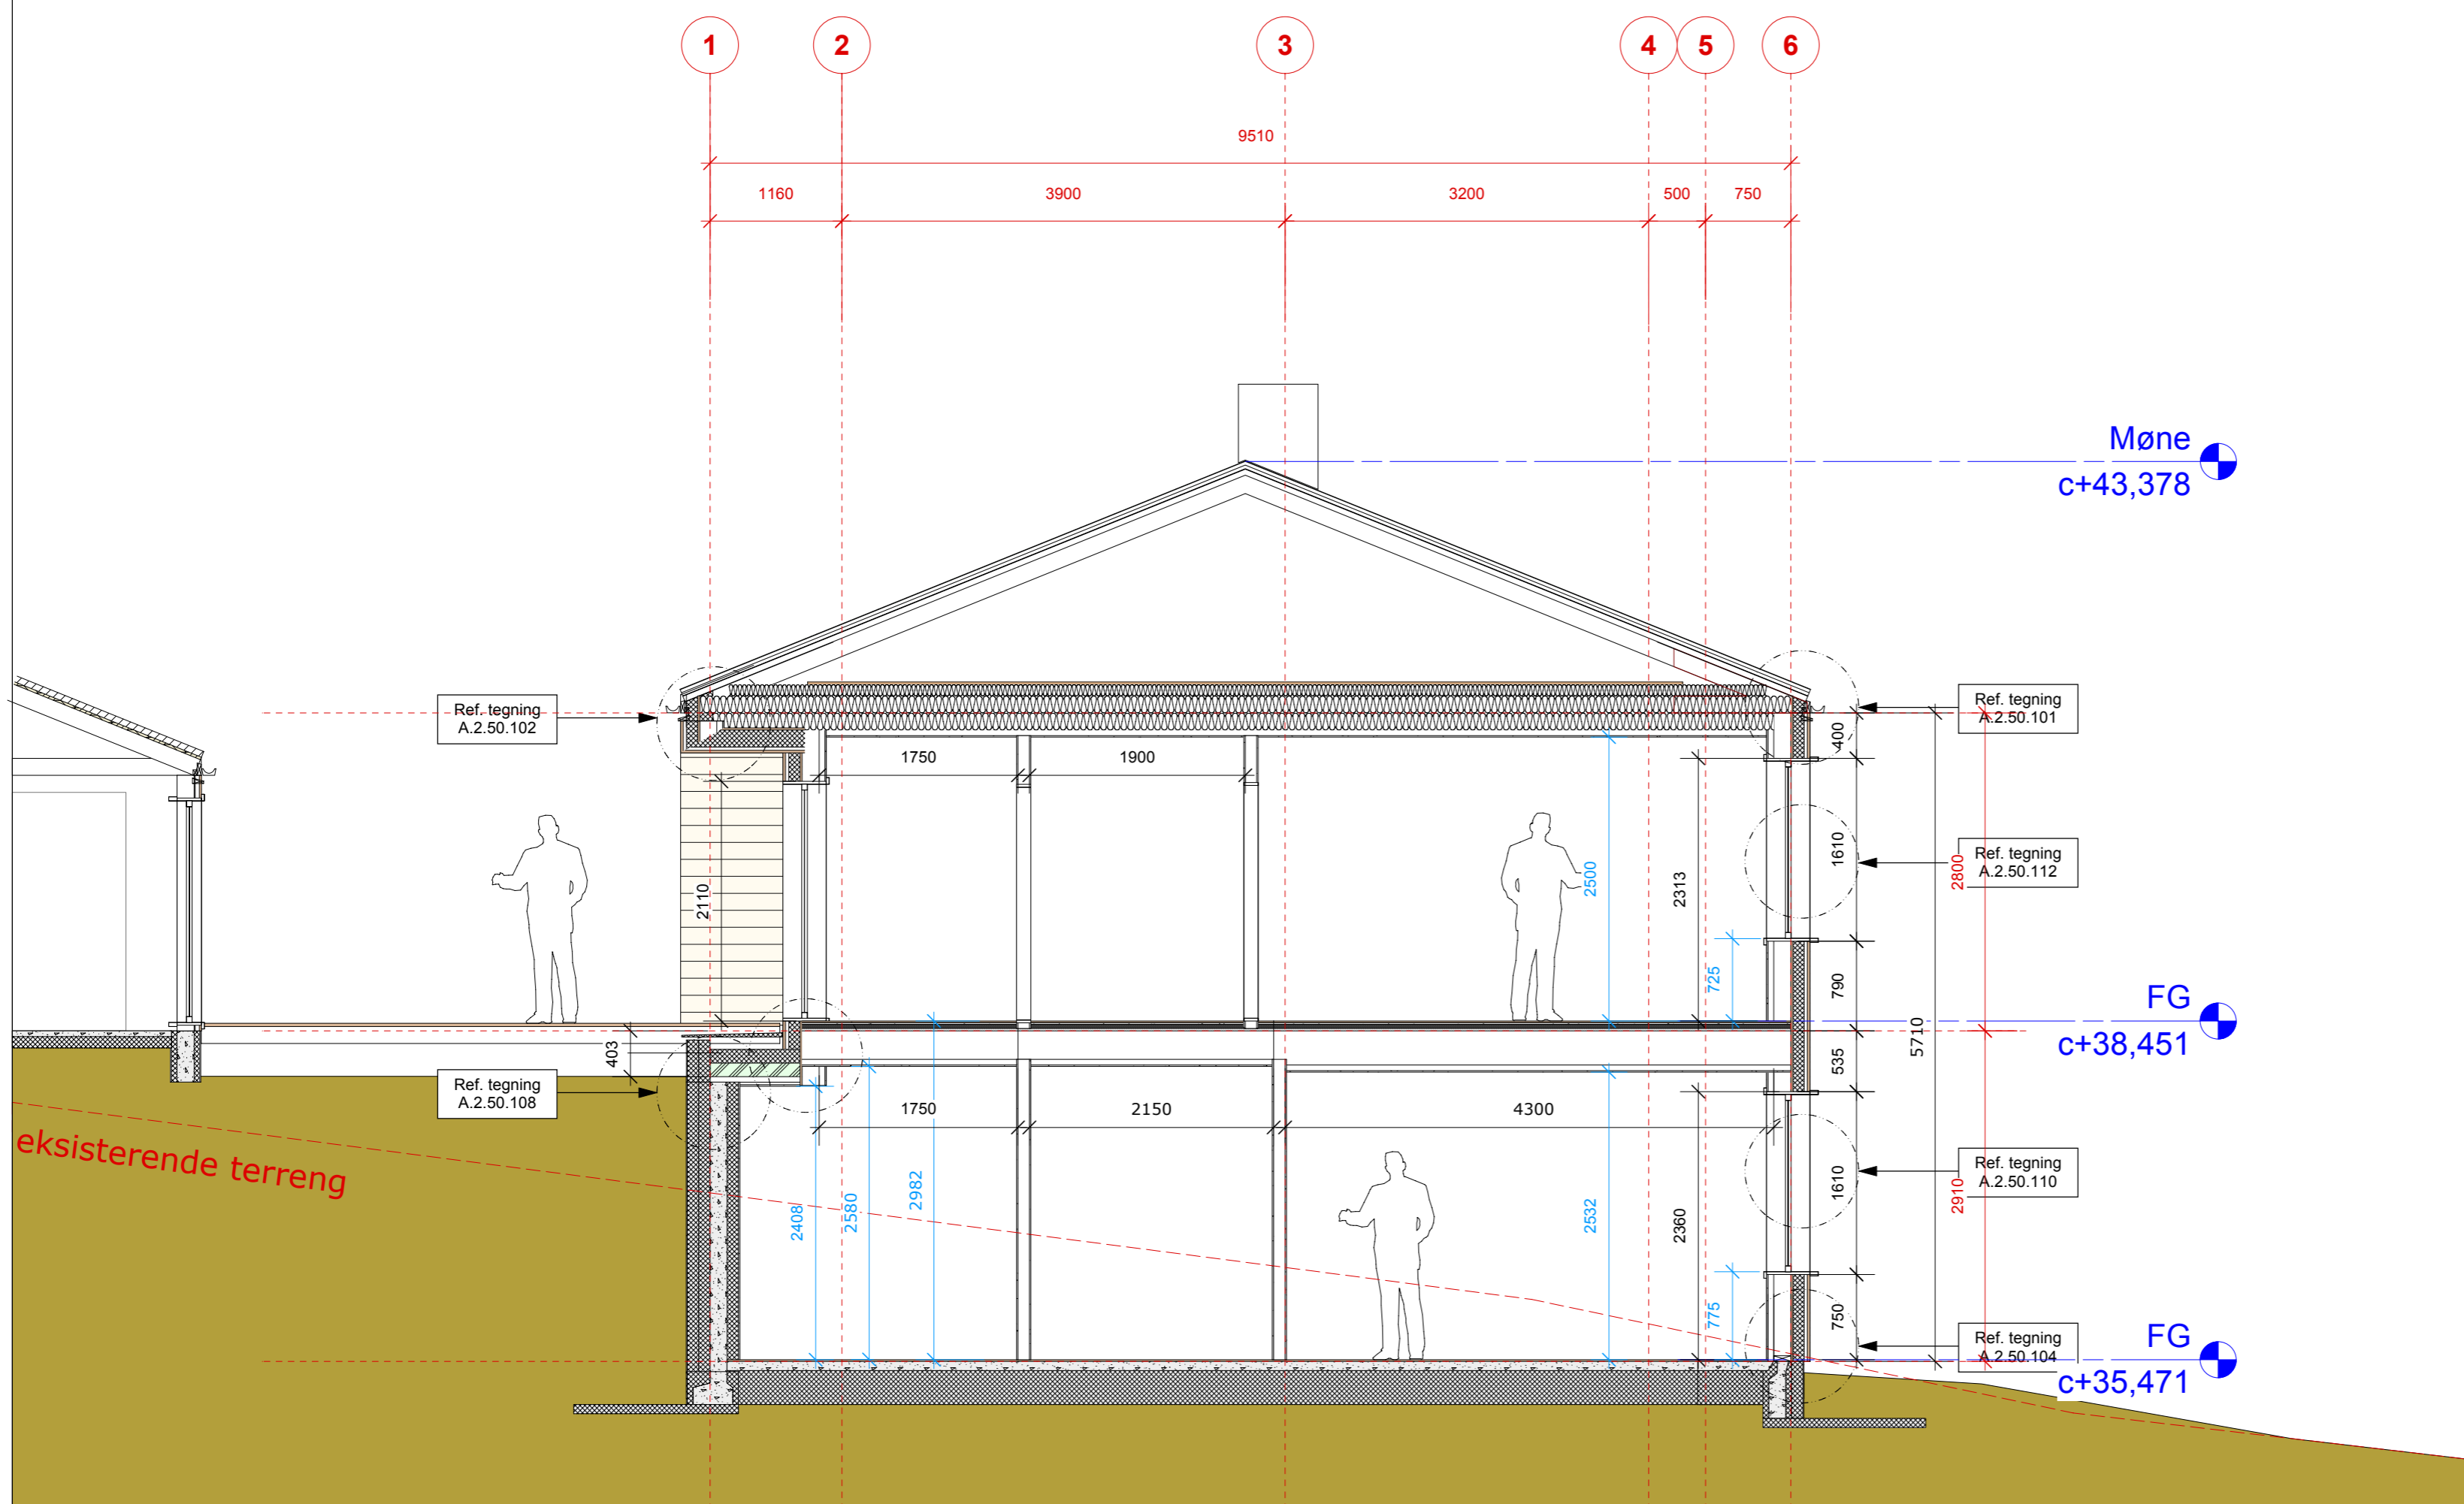 1
2
3
4
5
6
9510
1160
3900
3200
500
750
Møne
c+43,378
Ref. tegning
A.2.50.102
Ref. tegning
A.2.50.101
400
1750
1900
2110
2500
2313
1610
2800
Ref. tegning
A.2.50.112
725
790
FG
c+38,451
403
535
5710
Ref. tegning
A.2.50.108
1750
2150
4300
eksisterende terreng
2408
2580
2982
2532
2360
1610
2910
Ref. tegning
A.2.50.110
775
750
Ref. tegning
A.2.50.104
FG
c+35,471